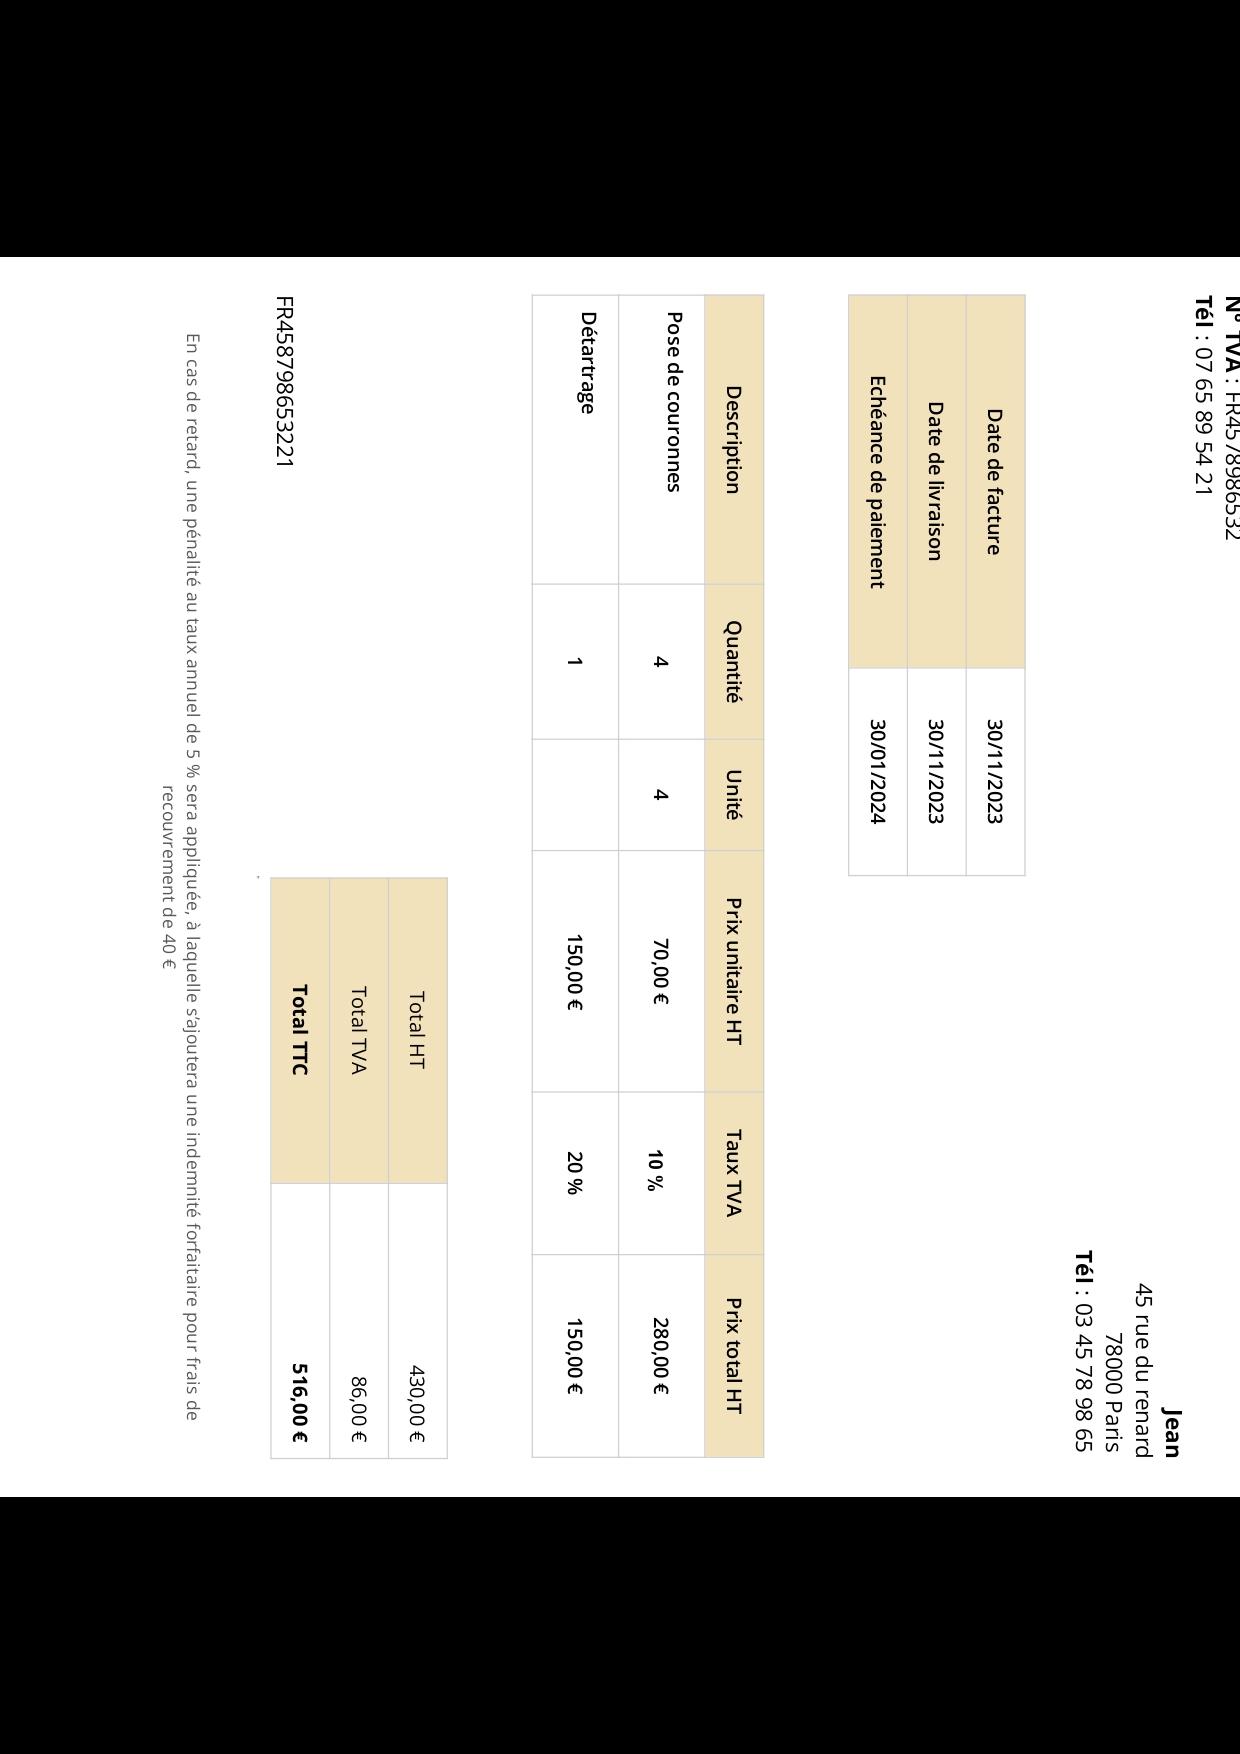 Nº TVA : FR45789865​32
Tél : 07 65 89 54 21
Jean
45 rue du renard
78000 Paris
Tél : 03 45 78 98 65
Date de facture 30/11/2023
Date de livraison 30/11/2023
Echéance de paiement 30/01/2024
Description Quantité Unité Prix unitaire HT Taux TVA Prix total HT
Pose de couronnes 4 4 70,00 € 10 % 280,00 €
Détartrage 1 150,00 € 20 % 150,00 €
Total HT 430,00 €
Total TVA 86,00 €
Total TTC 516,00 €
FR458798653221
En cas de retard, une pénalité au taux annuel de 5 % sera appliquée, à laquelle s'ajoutera une indemnité forfaitaire pour frais de
recouvrement de 40 €